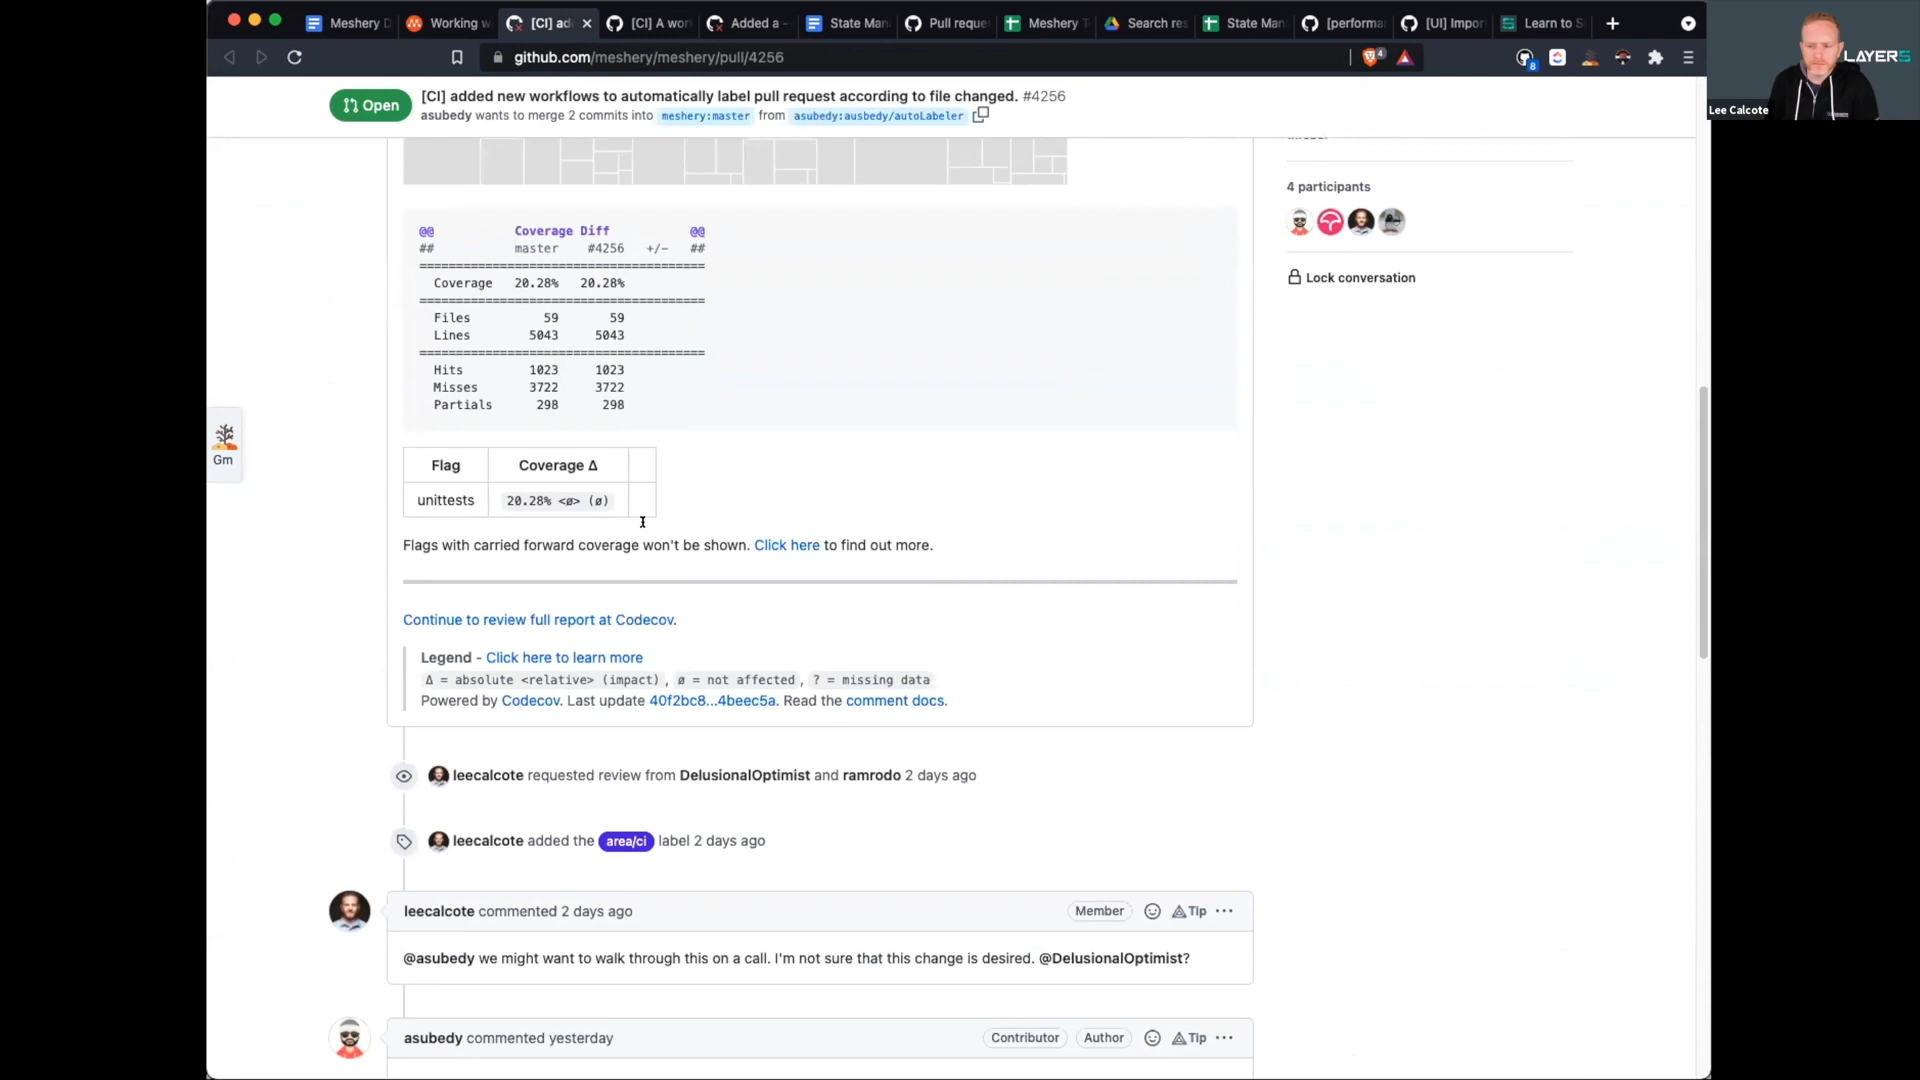 Meshery D
Working w
[CI] ad
[CI] A wor
Added a -
State Man
Pull reque
Meshery T
Search res
State Man
[performa
[UI] Impor
Learn to S
github.com/meshery/meshery/pull/4256
4
8
LAYER5
Lee Calcote
Open
[CI] added new workflows to automatically label pull request according to file changed. #4256
asubedy wants to merge 2 commits into meshery:master from asubedy:ausbedy/autoLabeler
4 participants
Lock conversation
@@ Coverage Diff @@
## master #4256 +/- ##
=======================================
Coverage 20.28% 20.28%
=======================================
Files 59 59
Lines 5043 5043
=======================================
Hits 1023 1023
Misses 3722 3722
Partials 298 298
Gm
Flag Coverage Δ
unittests 20.28% <ø> (ø)
Flags with carried forward coverage won't be shown. Click here to find out more.
Continue to review full report at Codecov.
Legend - Click here to learn more
Δ = absolute <relative> (impact), ø = not affected, ? = missing data
Powered by Codecov. Last update 40f2bc8...4beec5a. Read the comment docs.
leecalcote requested review from DelusionalOptimist and ramrodo 2 days ago
leecalcote added the area/ci label 2 days ago
leecalcote commented 2 days ago
Member
Tip
@asubedy we might want to walk through this on a call. I'm not sure that this change is desired. @DelusionalOptimist?
asubedy commented yesterday
Contributor
Author
Tip